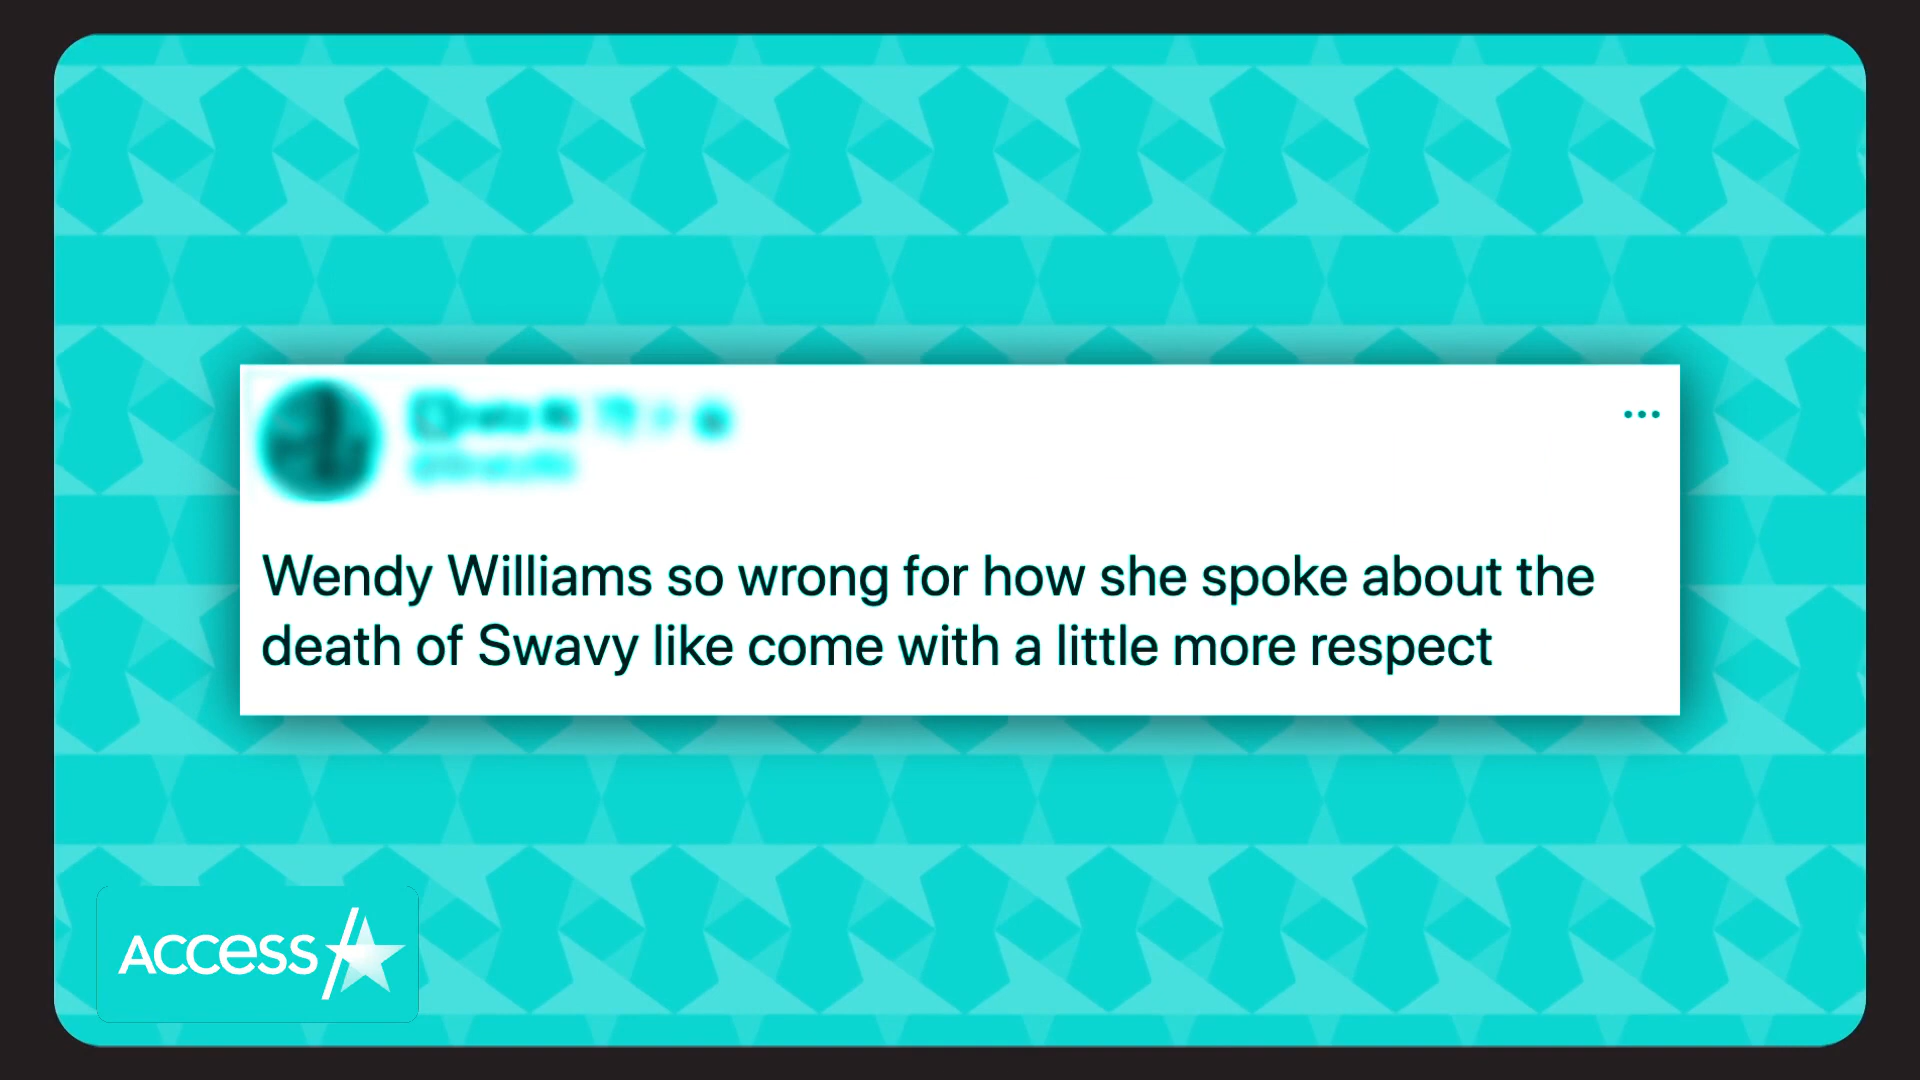 Wendy Williams so wrong for how she spoke about the
death of Swavy like come with a little more respect
ACCESS